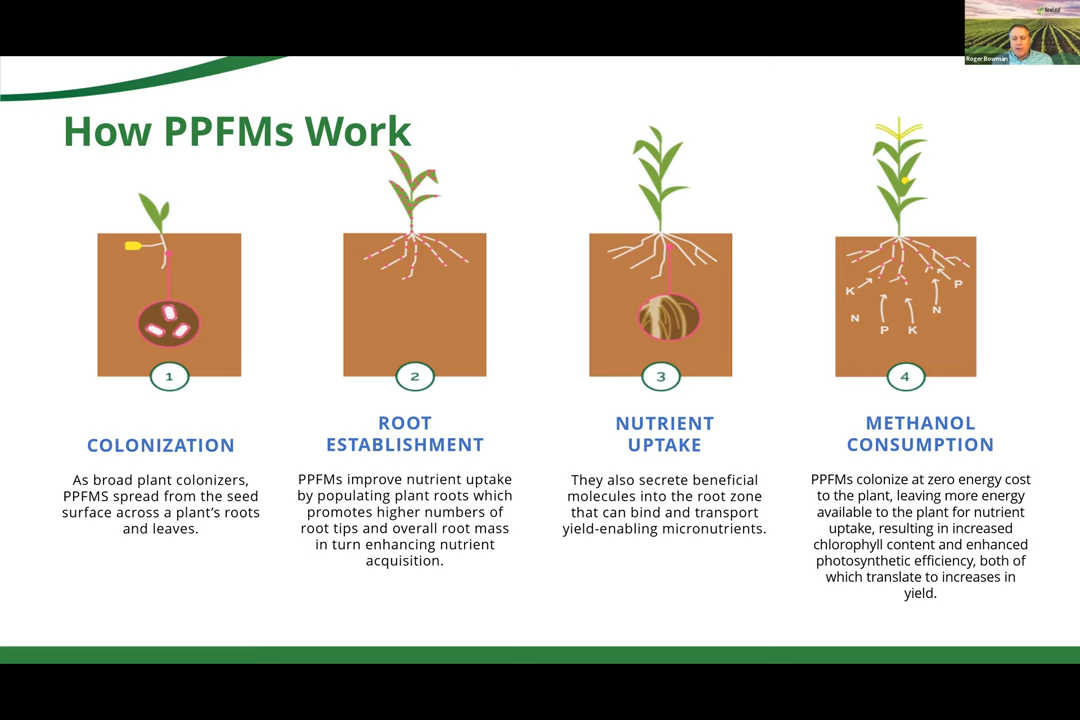 NewLeaf
Roger Bowman
How PPFMs Work
1
2
3
K
P
N
N
P
K
4
COLONIZATION
As broad plant colonizers,
PPFMS spread from the seed
surface across a plant's roots
and leaves.
ROOT
ESTABLISHMENT
PPFMs improve nutrient uptake
by populating plant roots which
promotes higher numbers of
root tips and overall root mass
in turn enhancing nutrient
acquisition.
NUTRIENT
UPTAKE
They also secrete beneficial
molecules into the root zone
that can bind and transport
yield-enabling micronutrients.
METHANOL
CONSUMPTION
PPFMs colonize at zero energy cost
to the plant, leaving more energy
available to the plant for nutrient
uptake, resulting in increased
chlorophyll content and enhanced
photosynthetic efficiency, both of
which translate to increases in
yield.